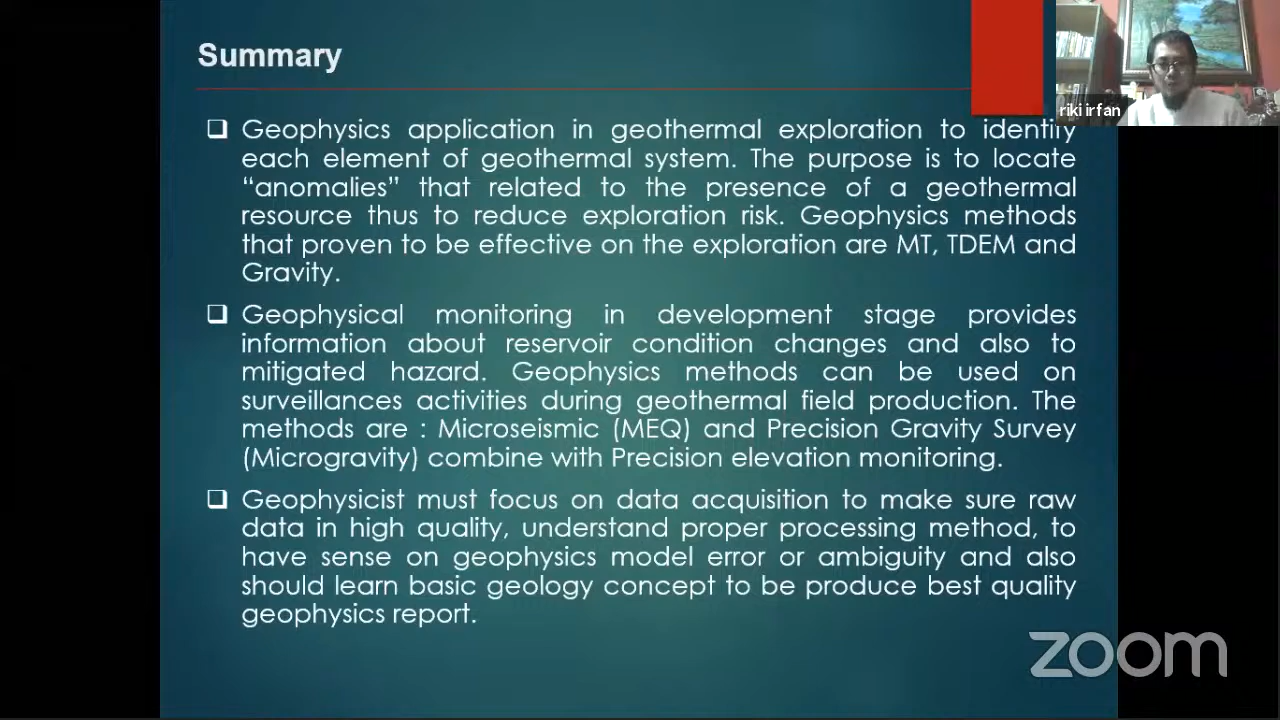 Summary
riki irfan
Geophysics application in geothermal exploration to identify
each element of geothermal system. The purpose is to locate
“anomalies” that related to the presence of a geothermal
resource thus to reduce exploration risk. Geophysics methods
that proven to be effective on the exploration are MT, TDEM and
Gravity.
Geophysical monitoring in development stage provides
information about reservoir condition changes and also to
mitigated hazard. Geophysics methods can be used on
surveillances activities during geothermal field production. The
methods are : Microseismic (MEQ) and Precision Gravity Survey
(Microgravity) combine with Precision elevation monitoring.
Geophysicist must focus on data acquisition to make sure raw
data in high quality, understand proper processing method, to
have sense on geophysics model error or ambiguity and also
should learn basic geology concept to be produce best quality
geophysics report.
zoom